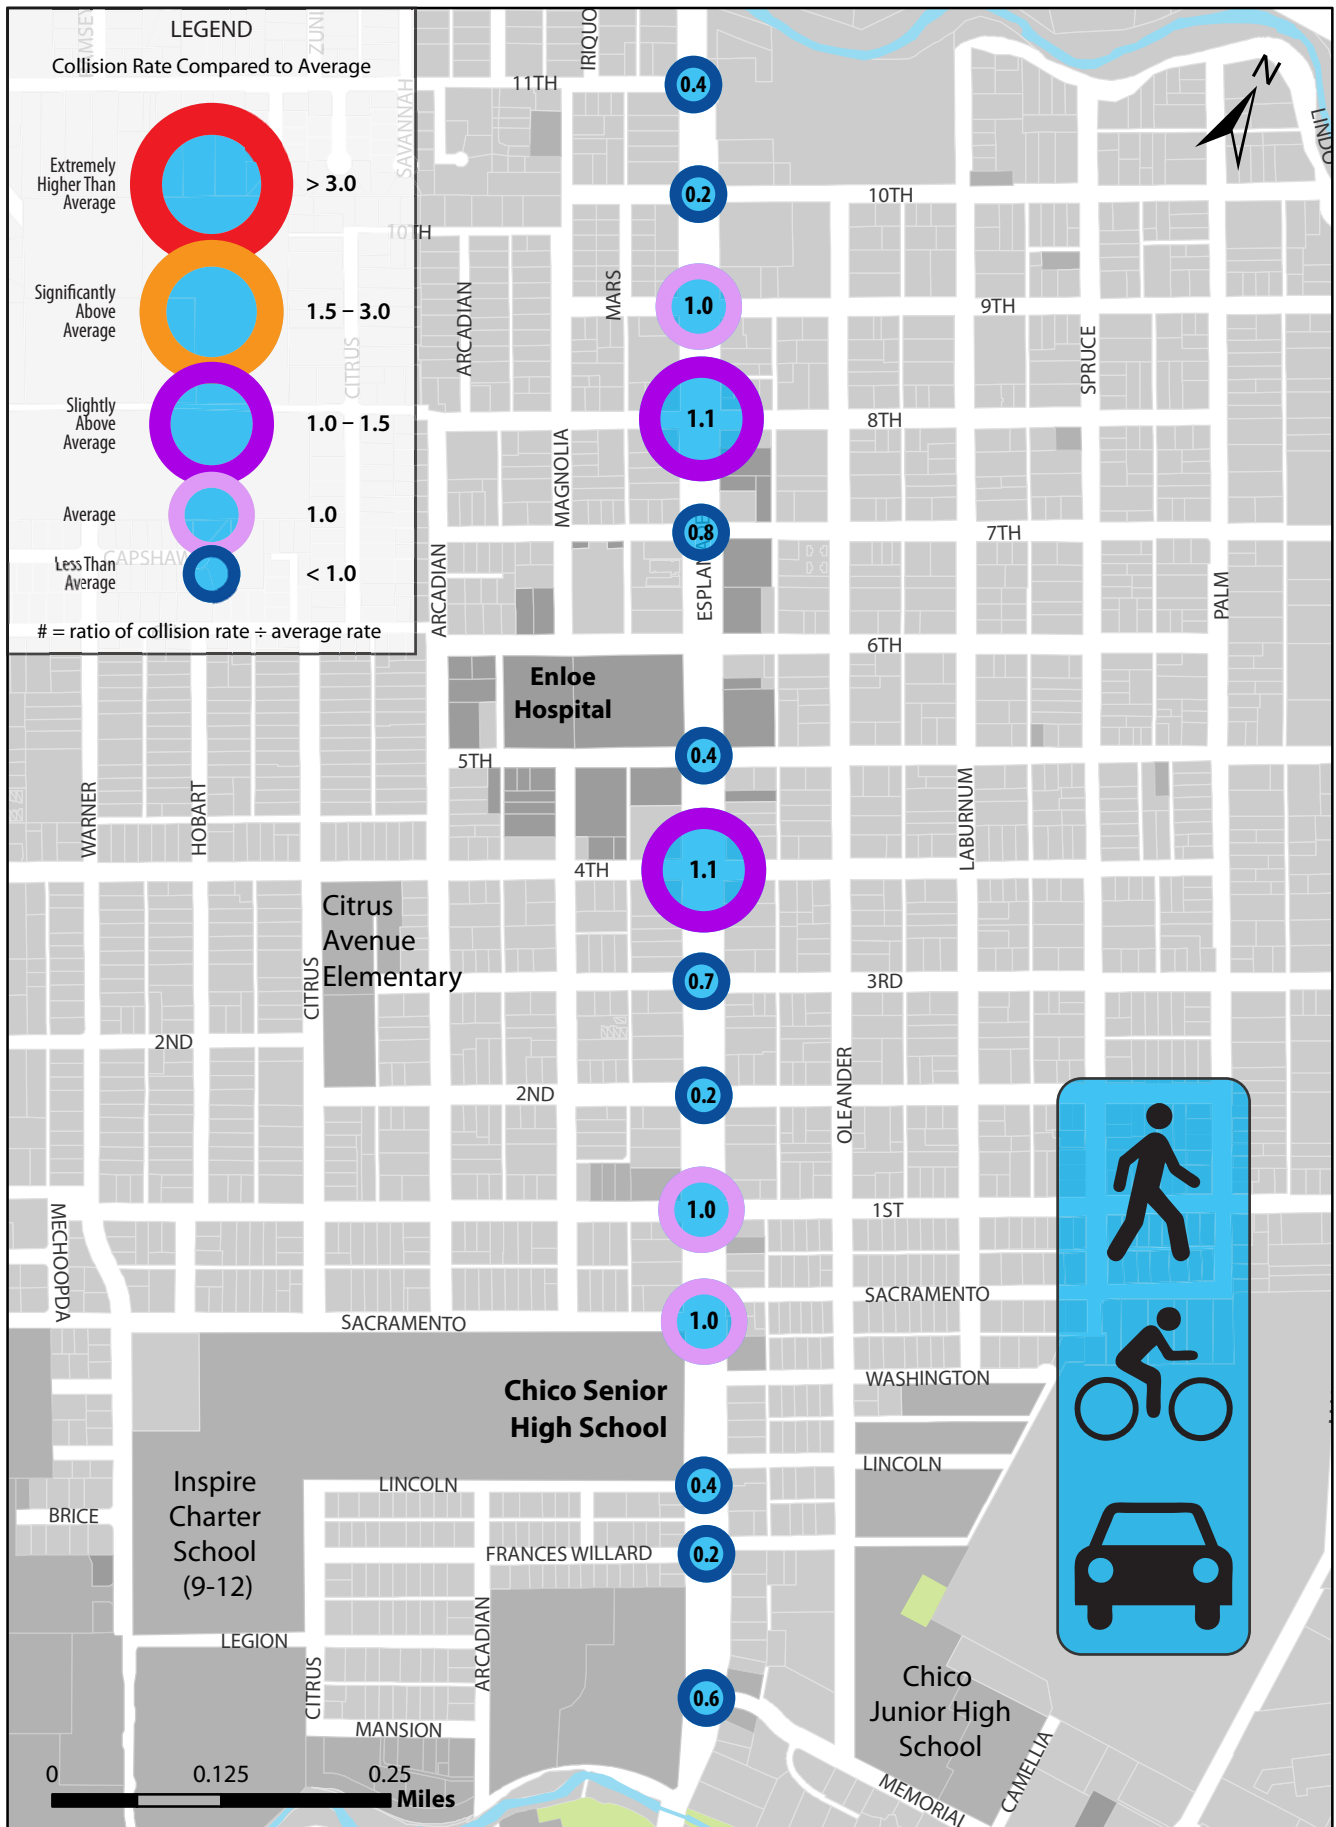 LEGEND
Collision Rate Compared to Average
Extremely
Higher Than
Average
> 3.0
Significantly
Above
Average
1.5 – 3.0
Slightly
Above
Average
1.0 – 1.5
Average
1.0
Less Than
Average
< 1.0
# = ratio of collision rate ÷ average rate
ZUNI
SAVANNAH
10TH
CITRUS
CAPSHAW
N
11TH
0.4
0.2
10TH
MARS
ARCADIAN
1.0
9TH
SPRUCE
1.1
8TH
MAGNOLIA
0.8
7TH
ARCADIAN
PALM
6TH
Enloe
Hospital
0.4
5TH
WARNER
HOBART
LABURNUM
1.1
4TH
Citrus
Avenue
Elementary
CITRUS
0.7
3RD
2ND
2ND
0.2
OLEANDER
1.0
1ST
MECHOOPDA
SACRAMENTO
SACRAMENTO
1.0
WASHINGTON
Chico Senior
High School
LINCOLN
LINCOLN
0.4
Inspire
Charter
School
(9-12)
BRICE
FRANCES WILLARD
0.2
LEGION
ARCADIAN
CITRUS
0.6
MANSION
Chico
Junior High
School
CAMELLIA
MEMORIAL
0
0.125
0.25
Miles